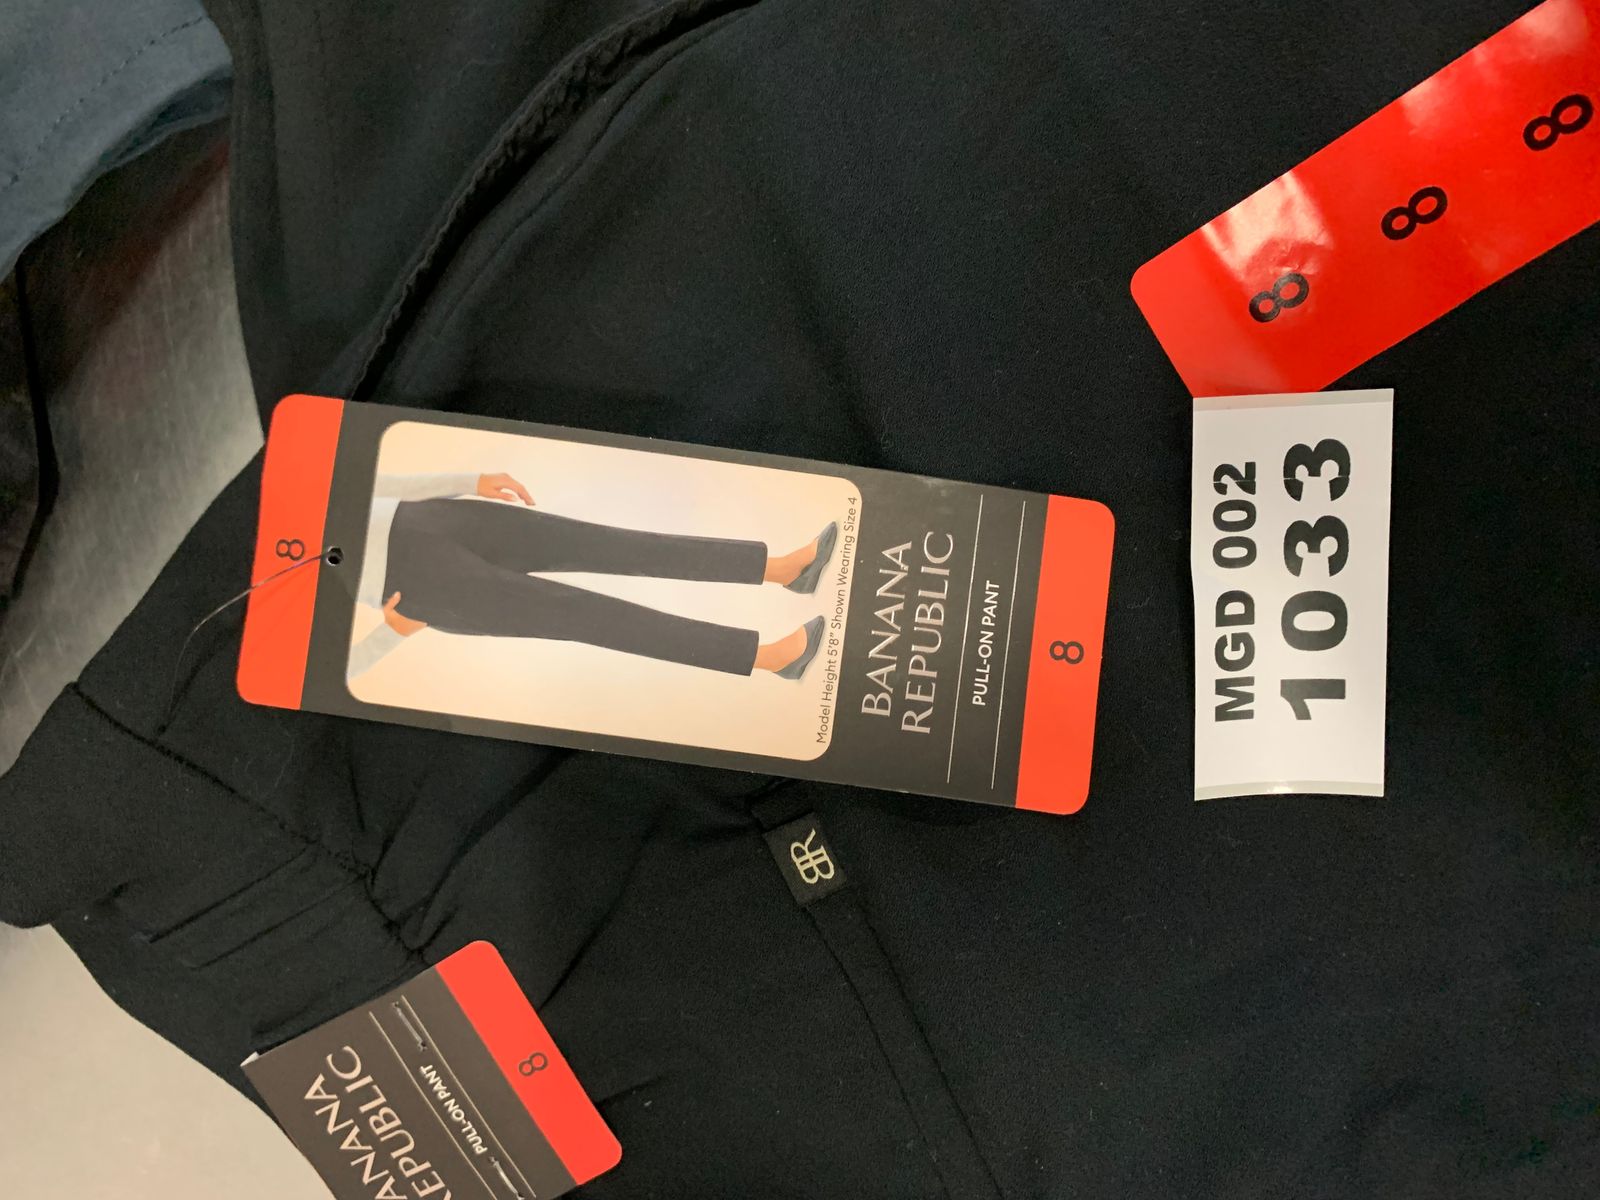 8
Model Height 5'8" Shown Wearing Size 4
BANANA
REPUBLIC
PULL-ON PANT
8
8
8
8
MGD 002
1033
BR
ANANA
REPUBLIC
PULL-ON PANT
8